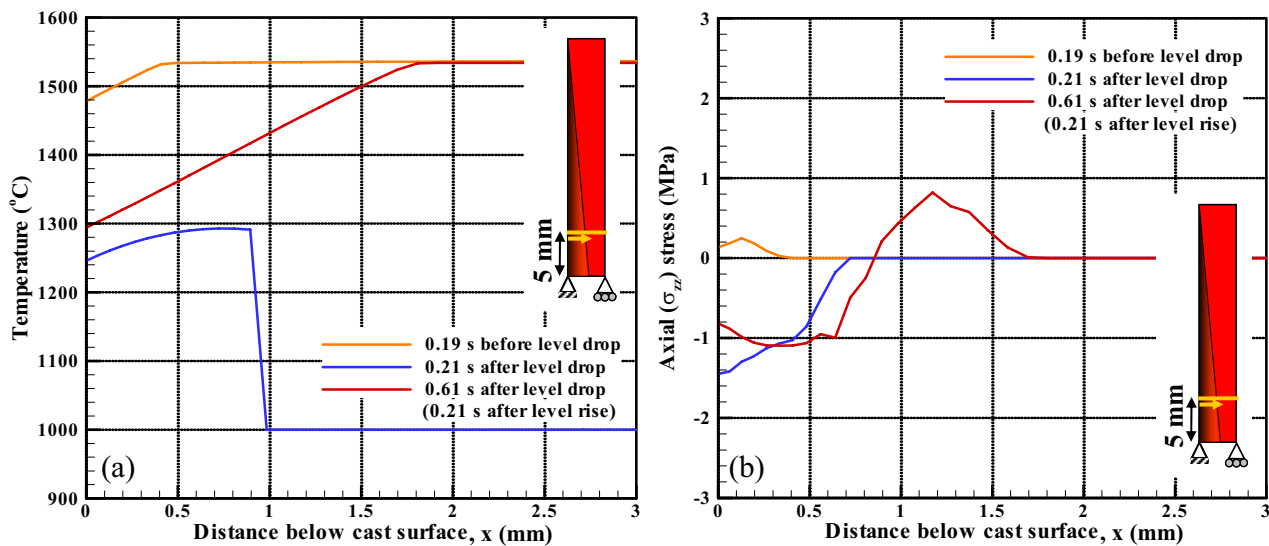 1600
1500
1400
1300
1200
1100
1000
900
Temperature (°C)
5 mm
0.19 s before level drop
0.21 s after level drop
0.61 s after level drop
(0.21 s after level rise)
(a)
0
0.5
1
1.5
2
2.5
3
Distance below cast surface, x (mm)
3
2
1
0
-1
-2
-3
Axial (σzz) stress (MPa)
0.19 s before level drop
0.21 s after level drop
0.61 s after level drop
(0.21 s after level rise)
5 mm
(b)
0
0.5
1
1.5
2
2.5
3
Distance below cast surface, x (mm)